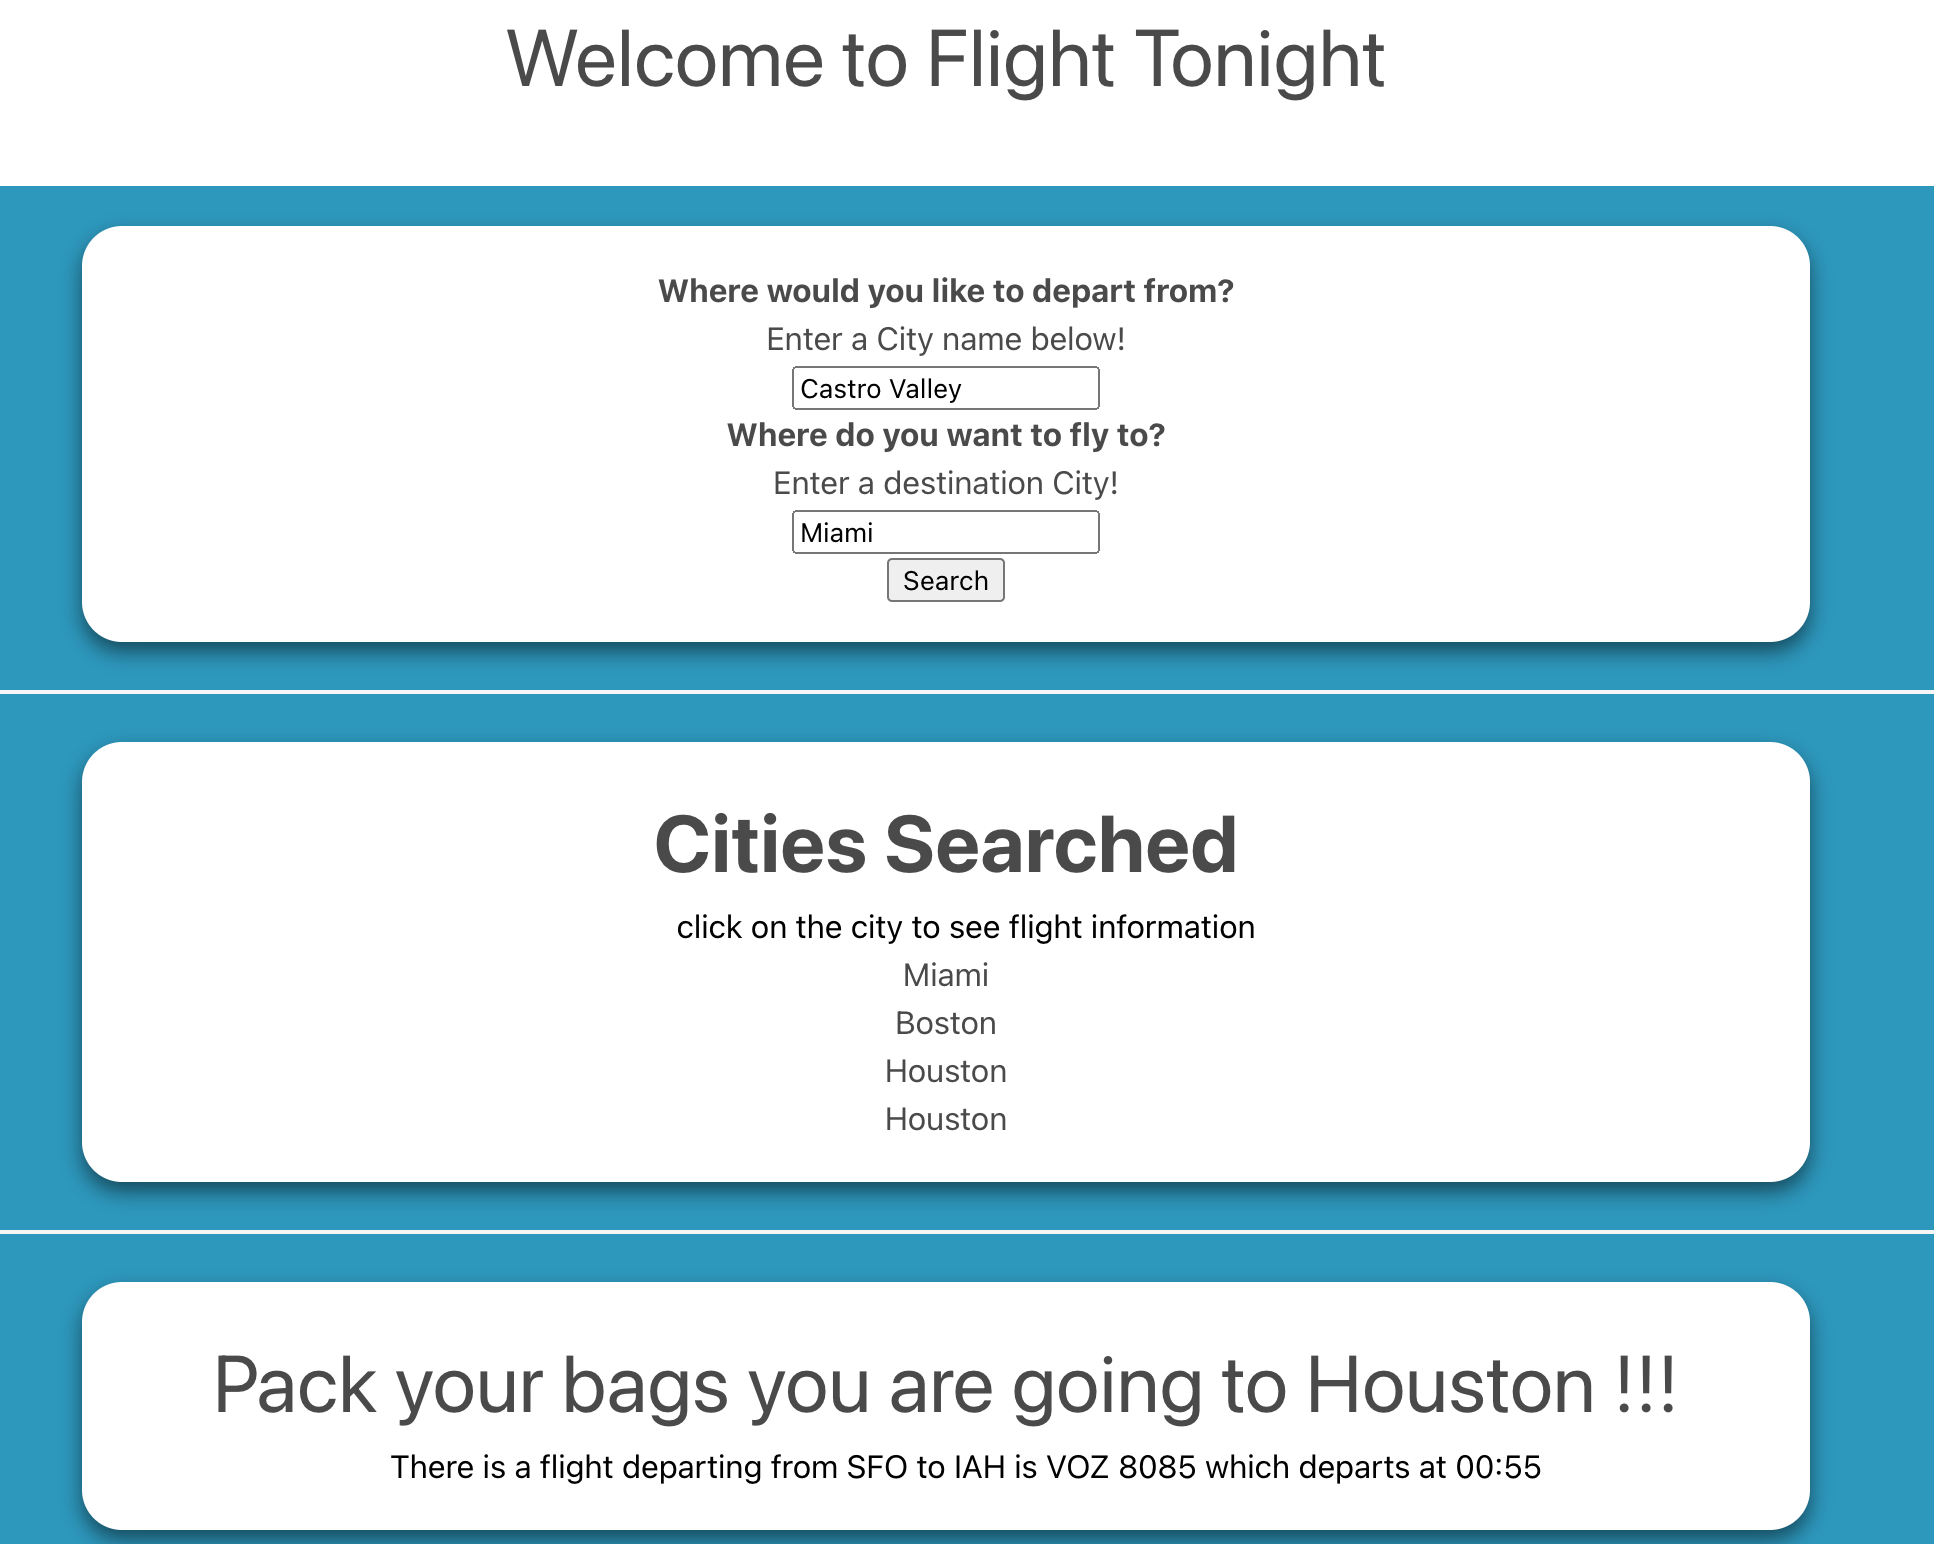 Welcome to Flight Tonight
Where would you like to depart from?
Enter a City name below!
Castro Valley
Where do you want to fly to?
Enter a destination City!
Miami
Search
Cities Searched
click on the city to see flight information
Miami
Boston
Houston
Houston
Pack your bags you are going to Houston !!!
There is a flight departing from SFO to IAH is VOZ 8085 which departs at 00:55